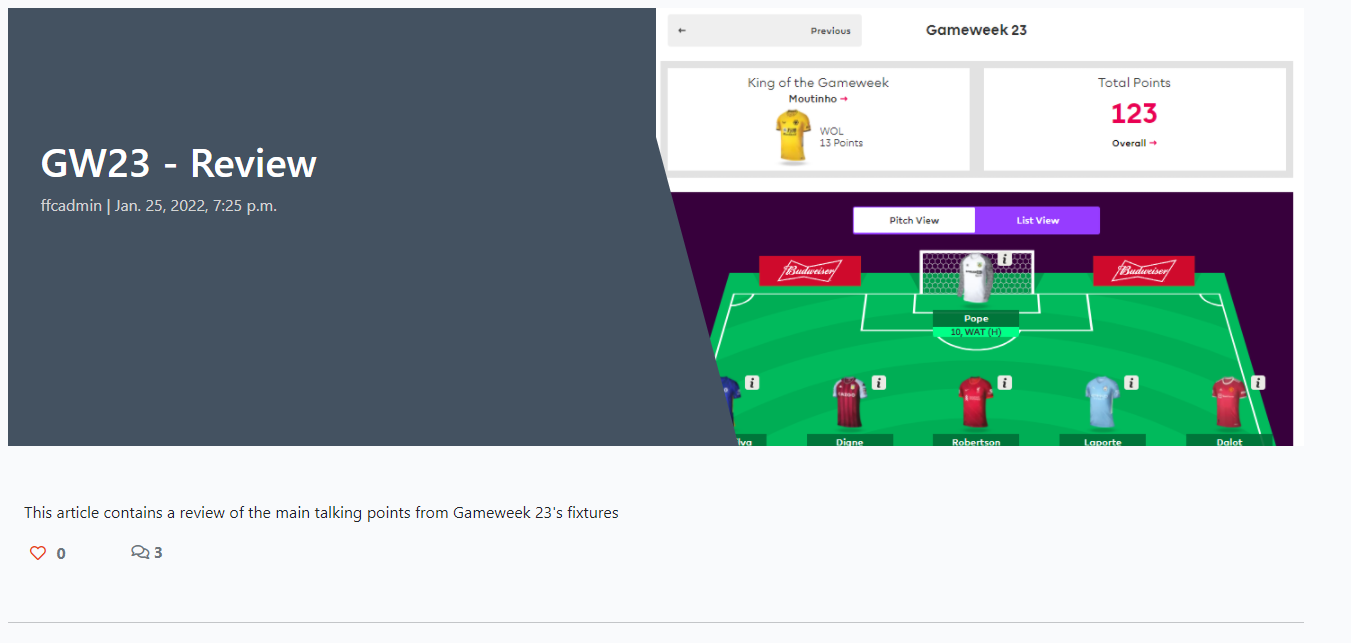 GW23 - Review
ffcadmin | Jan. 25, 2022, 7:25 p.m.
← Previous
Gameweek 23
King of the Gameweek
Moutinho →
WOL
13 Points
Total Points
123
Overall →
Pitch View
List View
Budweiser
Budweiser
Pope
10, WAT (H)
lva
Digne
Robertson
Laporte
Dalot
This article contains a review of the main talking points from Gameweek 23's fixtures
0
3